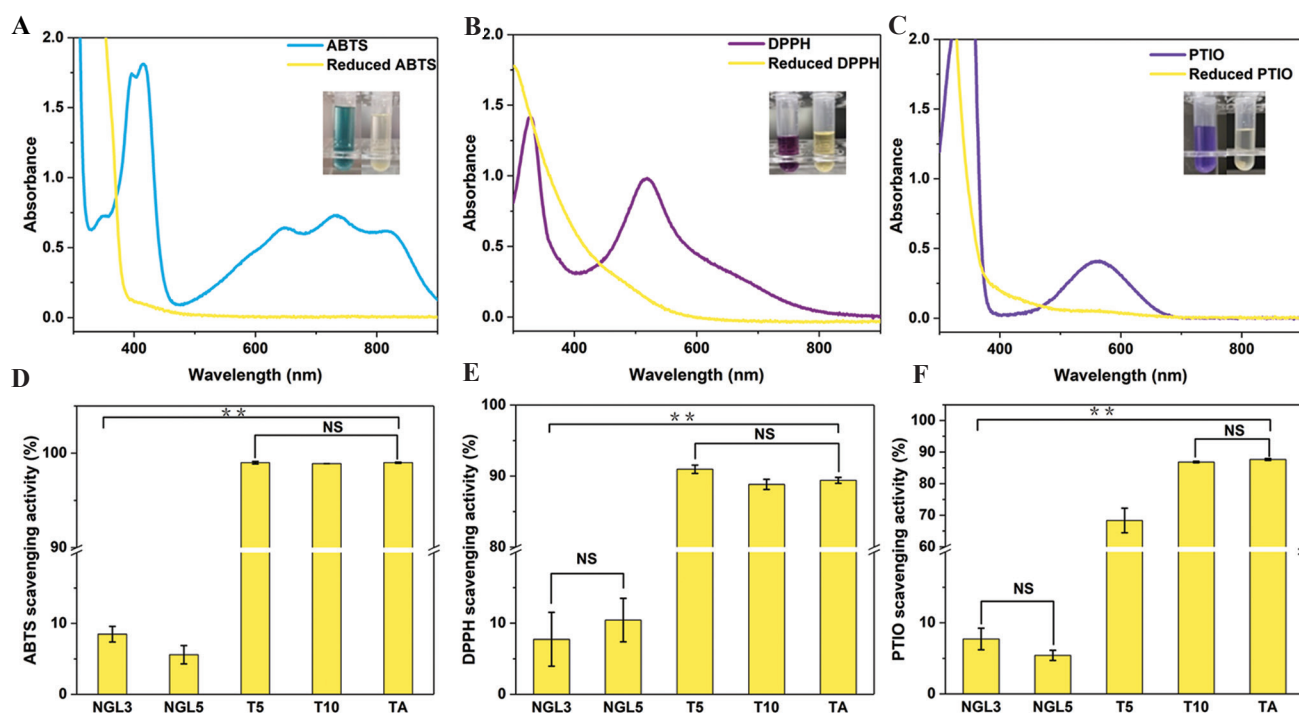 A
ABTS
Reduced ABTS
2.0
1.5
1.0
0.5
0.0
400
600
800
Absorbance
Wavelength (nm)
B
DPPH
Reduced DPPH
2.0
1.5
1.0
0.5
0.0
400
600
800
Absorbance
Wavelength (nm)
C
PTIO
Reduced PTIO
2.0
1.5
1.0
0.5
0.0
400
600
800
Absorbance
Wavelength (nm)
D
**
NS
100
90
10
0
ABTS scavenging activity (%)
NGL3 NGL5 T5 T10 TA
E
**
NS
NS
100
90
80
10
0
DPPH scavenging activity (%)
NGL3 NGL5 T5 T10 TA
F
**
NS
NS
100
90
80
70
60
10
0
PTIO scavenging activity (%)
NGL3 NGL5 T5 T10 TA